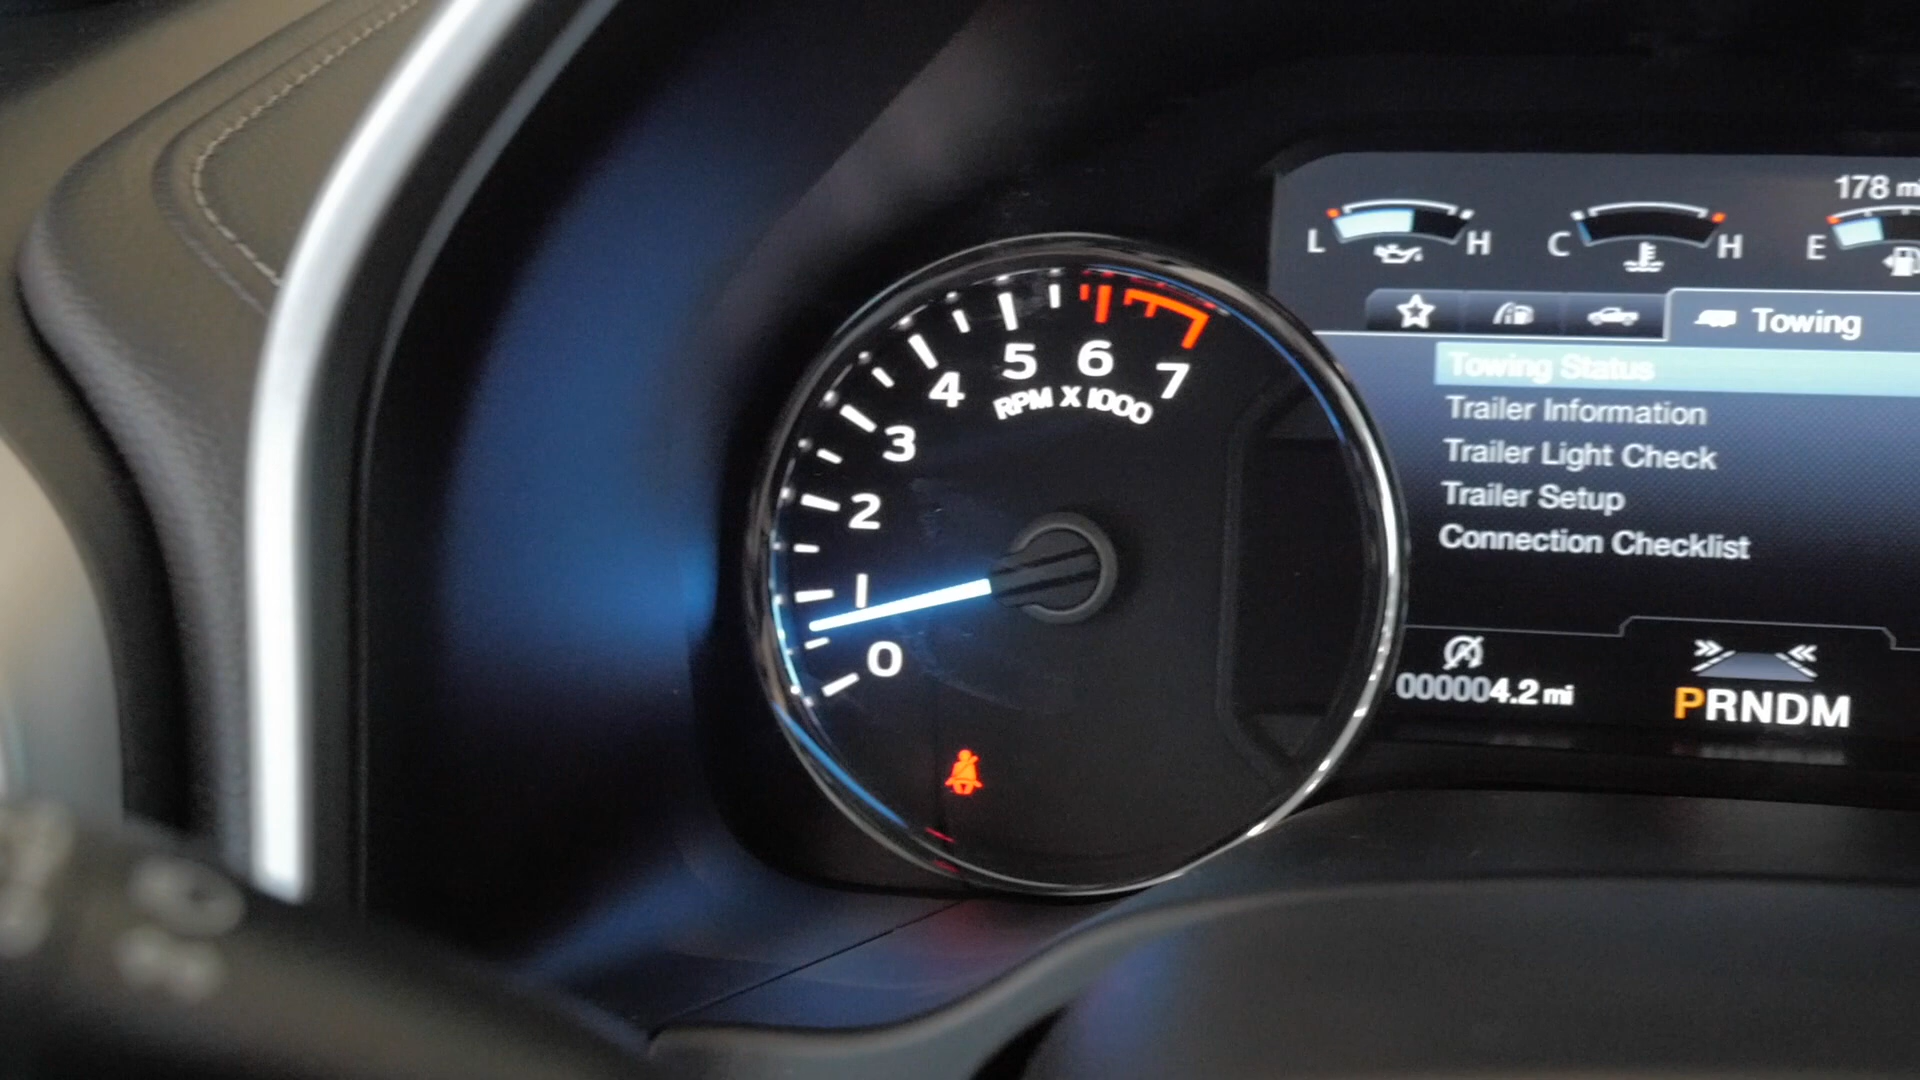 178 mi
L H C H E
Towing
Towing Status
Trailer Information
Trailer Light Check
Trailer Setup
Connection Checklist
000004.2 mi
PRNDM
7
6
5
4
3
2
1
0
RPM X 1000